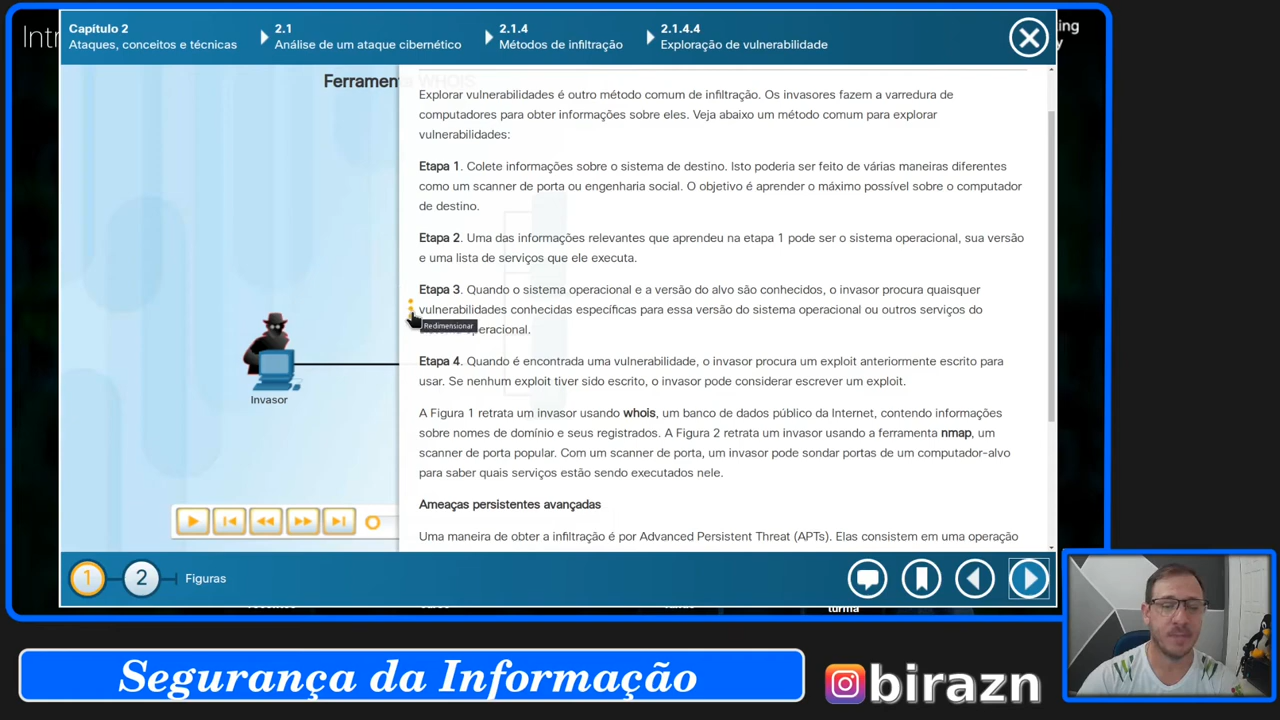 Intr
king
y
Capítulo 2
Ataques, conceitos e técnicas
2.1
Análise de um ataque cibernético
2.1.4
Métodos de infiltração
2.1.4.4
Exploração de vulnerabilidade
Ferramenta WHOIS
Explorar vulnerabilidades é outro método comum de infiltração. Os invasores fazem a varredura de
computadores para obter informações sobre eles. Veja abaixo um método comum para explorar
vulnerabilidades:
Etapa 1. Colete informações sobre o sistema de destino. Isto poderia ser feito de várias maneiras diferentes
como um scanner de porta ou engenharia social. O objetivo é aprender o máximo possível sobre o computador
de destino.
Etapa 2. Uma das informações relevantes que aprendeu na etapa 1 pode ser o sistema operacional, sua versão
e uma lista de serviços que ele executa.
Etapa 3. Quando o sistema operacional e a versão do alvo são conhecidos, o invasor procura quaisquer
vulnerabilidades conhecidas específicas para essa versão do sistema operacional ou outros serviços do
sistema operacional.
Redimensionar
Etapa 4. Quando é encontrada uma vulnerabilidade, o invasor procura um exploit anteriormente escrito para
usar. Se nenhum exploit tiver sido escrito, o invasor pode considerar escrever um exploit.
A Figura 1 retrata um invasor usando whois, um banco de dados público da Internet, contendo informações
sobre nomes de domínio e seus registrados. A Figura 2 retrata um invasor usando a ferramenta nmap, um
scanner de porta popular. Com um scanner de porta, um invasor pode sondar portas de um computador-alvo
para saber quais serviços estão sendo executados nele.
Ameaças persistentes avançadas
Uma maneira de obter a infiltração é por Advanced Persistent Threat (APTs). Elas consistem em uma operação
Invasor
1
2
Figuras
turma
Segurança da Informação
birazn